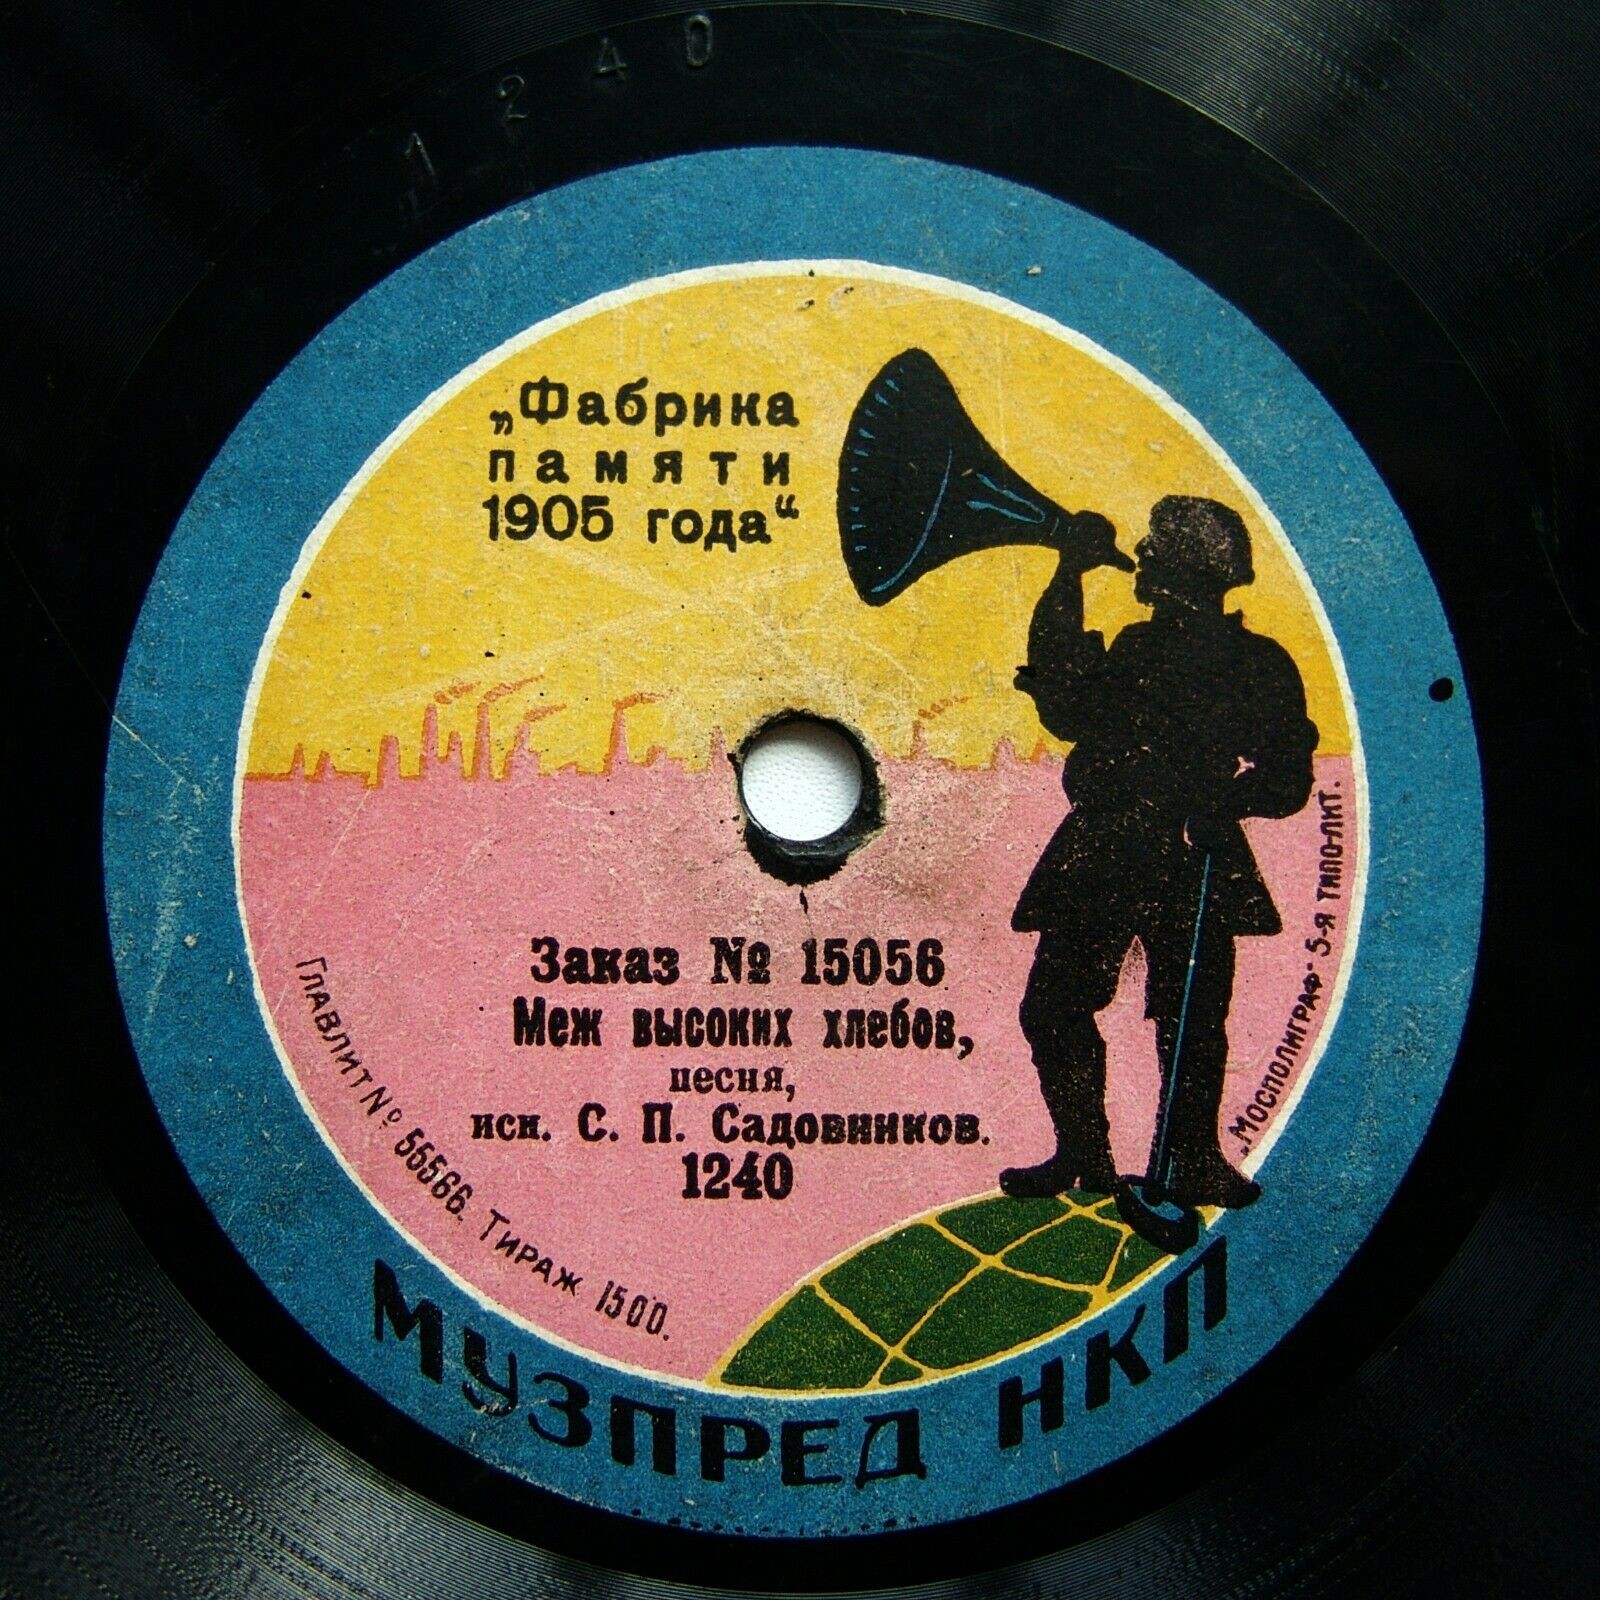 1240
„Фабрика
памяти
1905 года“
Заказ № 15056
Меж высоких хлебов,
песня,
исп. С. П. Садовников.
1240
Главлит № 56566. Тираж 1500.
„Мосполиграф“ 5-я типо-лит.
МУЗПРЕД НКП